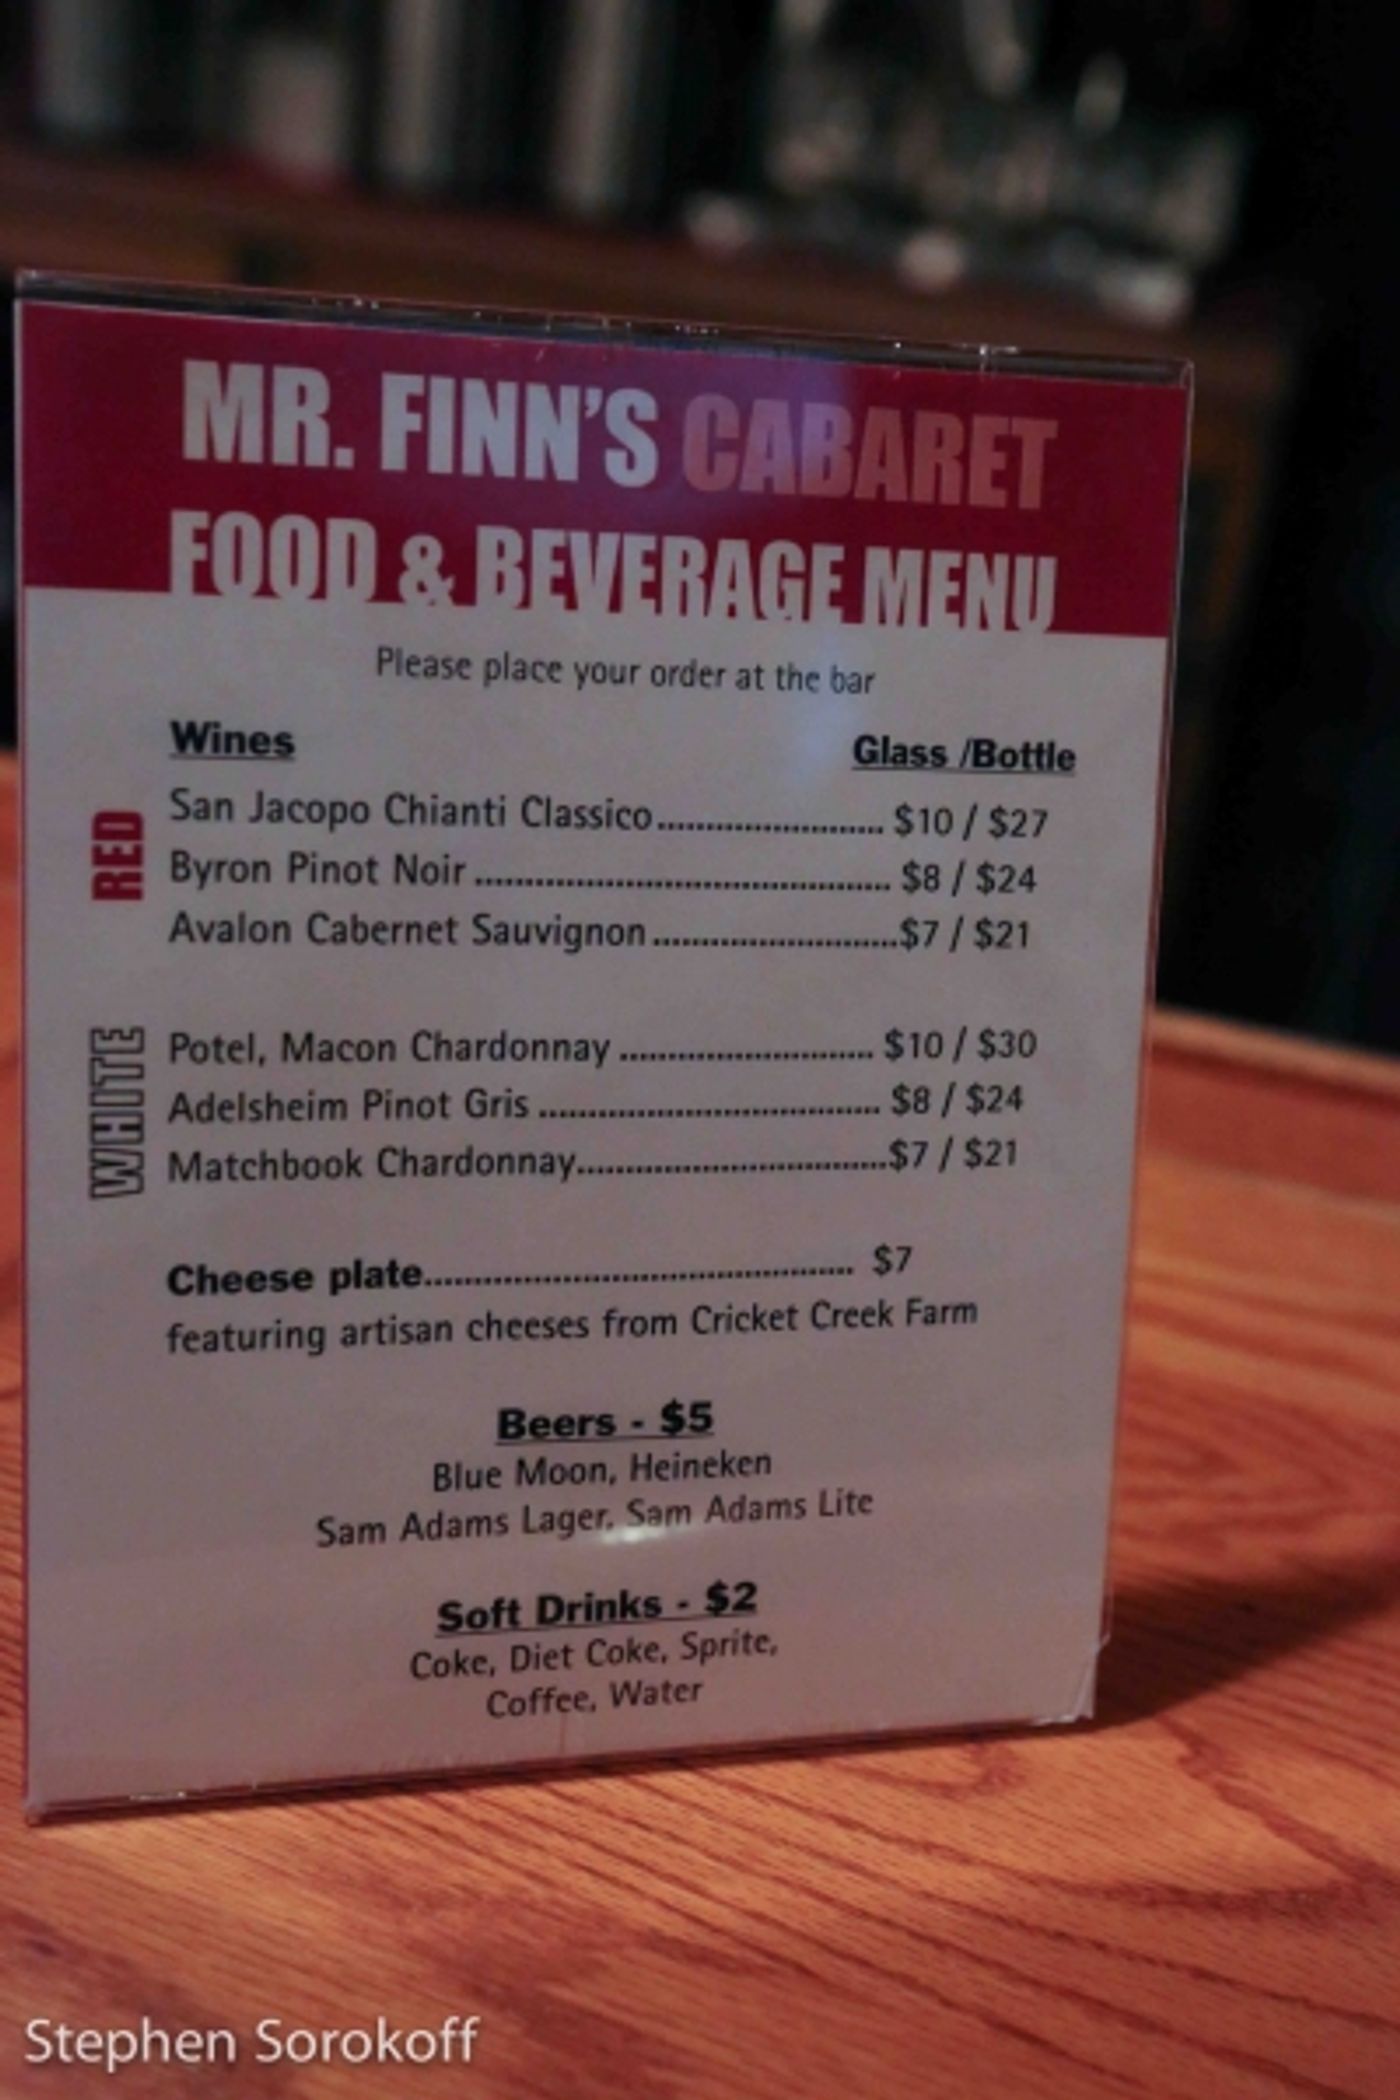 MR. FINN'S CABARET
FOOD & BEVERAGE MENU
Please place your order at the bar
Wines Glass /Bottle
RED
San Jacopo Chianti Classico........................ $10 / $27
Byron Pinot Noir .......................................... $8 / $24
Avalon Cabernet Sauvignon .........................$7 / $21
WHITE
Potel, Macon Chardonnay .......................... $10 / $30
Adelsheim Pinot Gris ................................... $8 / $24
Matchbook Chardonnay................................$7 / $21
Cheese plate............................................ $7
featuring artisan cheeses from Cricket Creek Farm
Beers - $5
Blue Moon, Heineken
Sam Adams Lager, Sam Adams Lite
Soft Drinks - $2
Coke, Diet Coke, Sprite,
Coffee, Water
Stephen Sorokoff